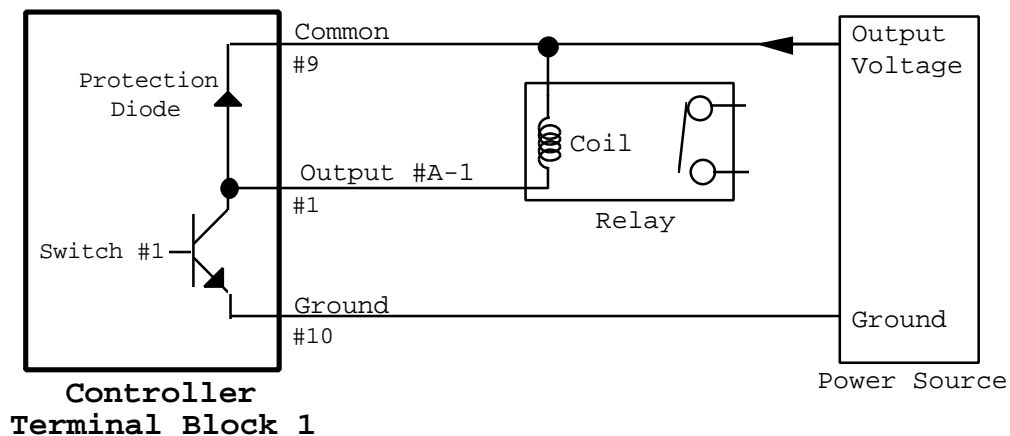 Common
#9
Protection
Diode
Output #A-1
#1
Switch #1
Ground
#10
Coil
Relay
Output
Voltage
Ground
Power Source
Controller
Terminal Block 1